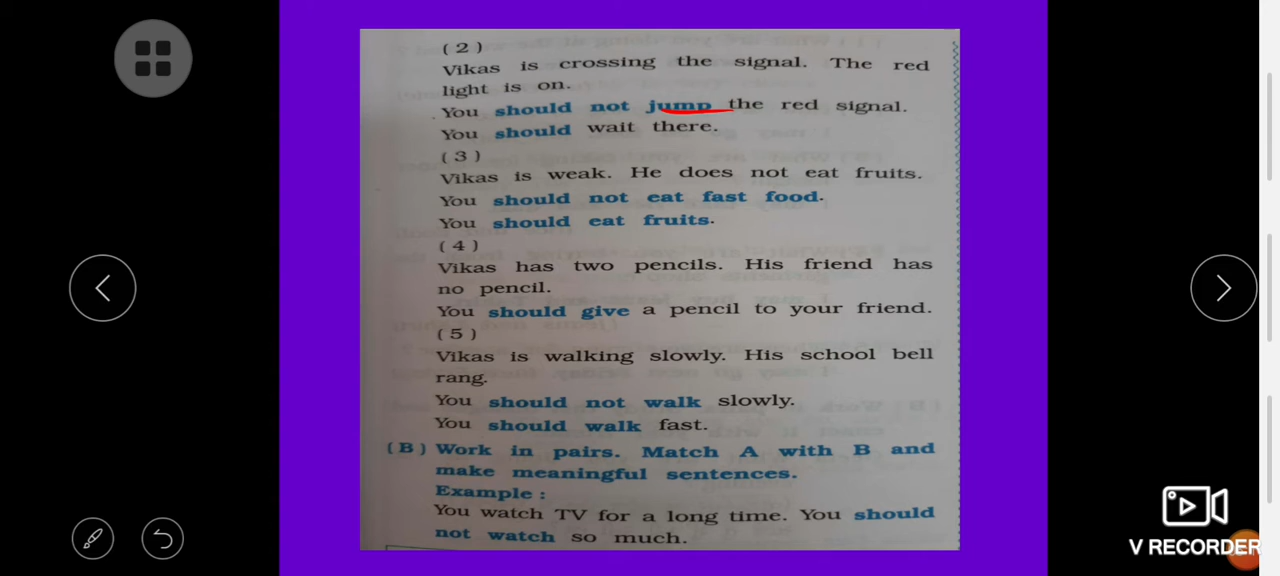 ( 2 )
Vikas is crossing the signal. The red
light is on.
You should not jump the red signal.
You should wait there.
( 3 )
Vikas is weak. He does not eat fruits.
You should not eat fast food.
You should eat fruits.
( 4 )
Vikas has two pencils. His friend has
no pencil.
You should give a pencil to your friend.
( 5 )
Vikas is walking slowly. His school bell
rang.
You should not walk slowly.
You should walk fast.
( B ) Work in pairs. Match A with B and
make meaningful sentences.
Example :
You watch TV for a long time. You should
not watch so much.
V RECORDER